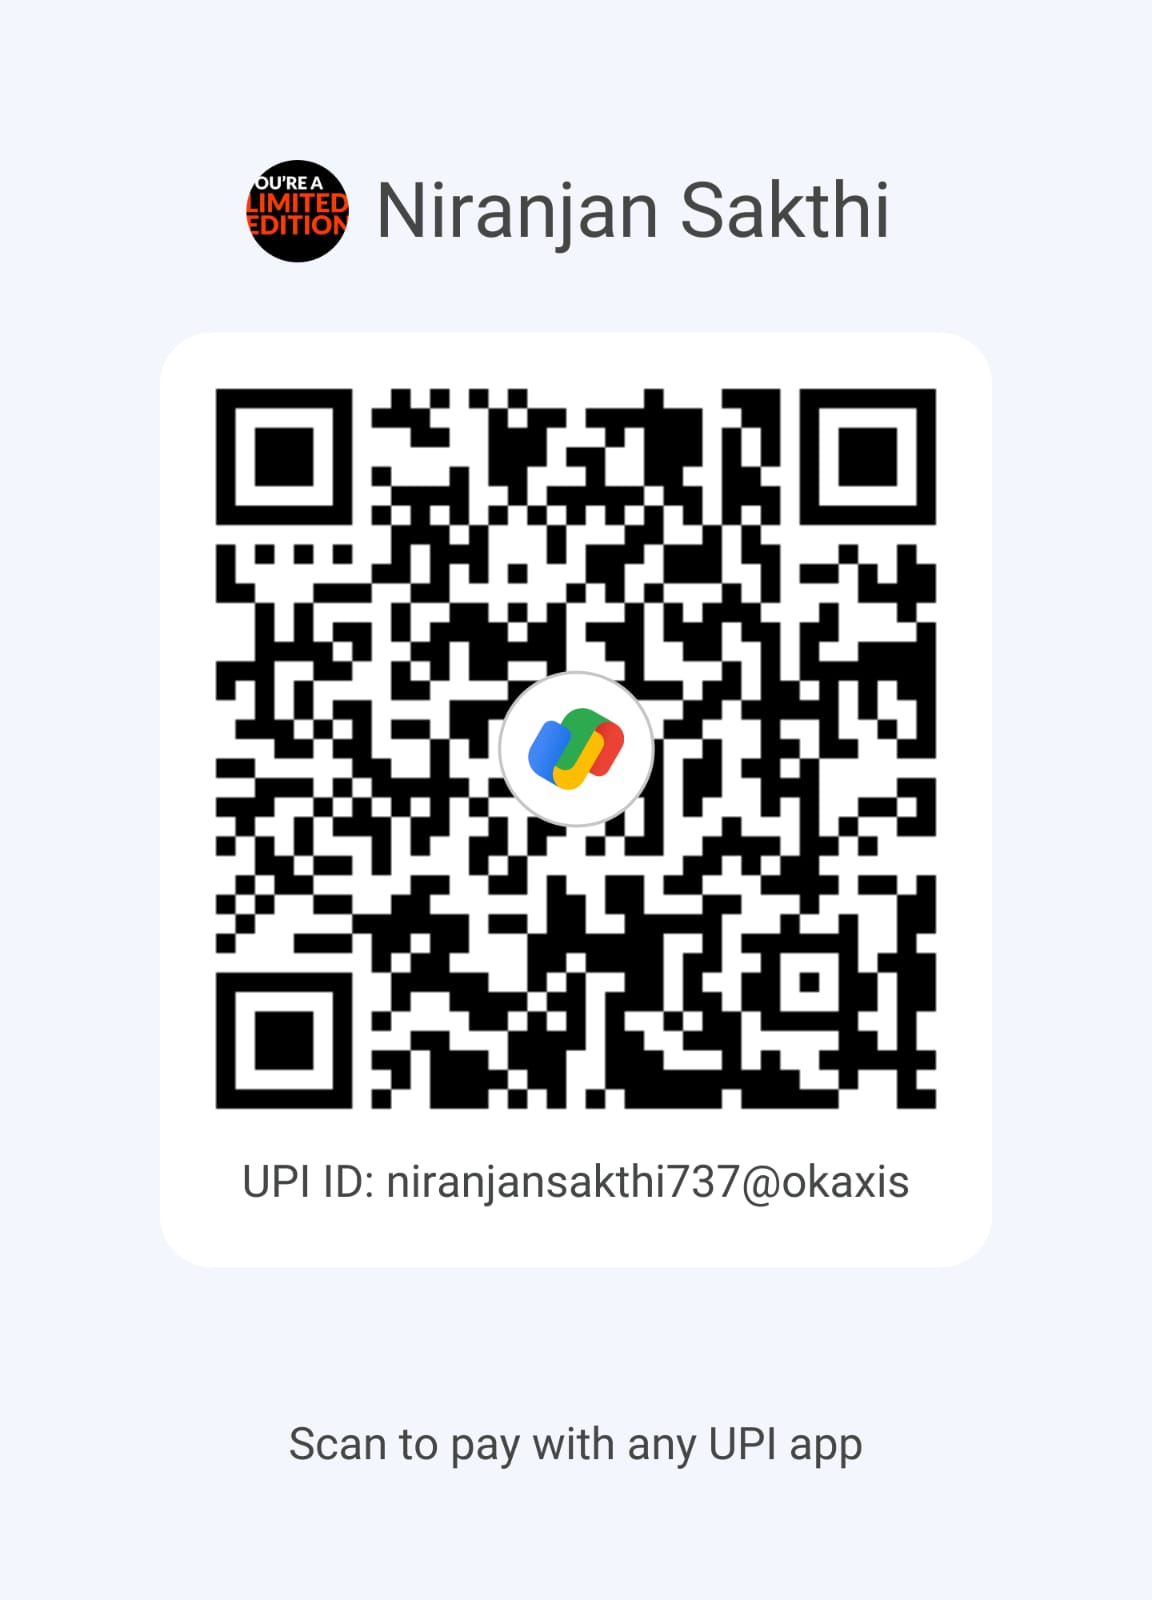 OU'RE A
LIMITED
EDITION
Niranjan Sakthi
UPI ID: niranjansakthi737@okaxis
Scan to pay with any UPI app